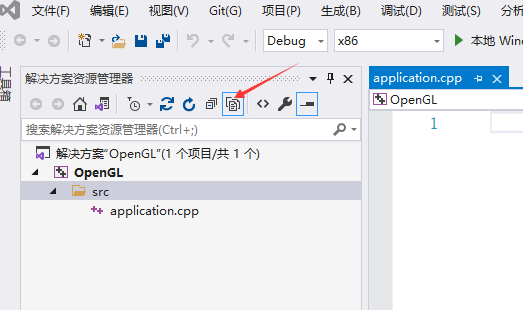 文件(F) 编辑(E) 视图(V) Git(G) 项目(P) 生成(B) 调试(D) 测试(S) 分析
Debug x86 本地 Win
工具箱
解决方案资源管理器
搜索解决方案资源管理器(Ctrl+;)
解决方案"OpenGL"(1 个项目/共 1 个)
OpenGL
src
application.cpp
application.cpp
OpenGL
1